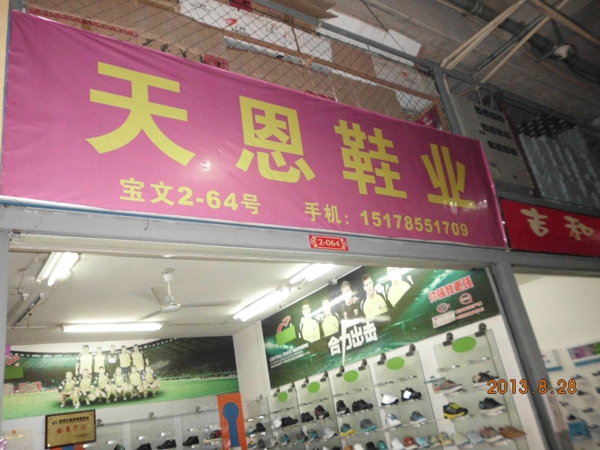 天恩鞋业
宝文2-64号 手机：15178551709
2-064
吉和
合力出击
2013.8.28